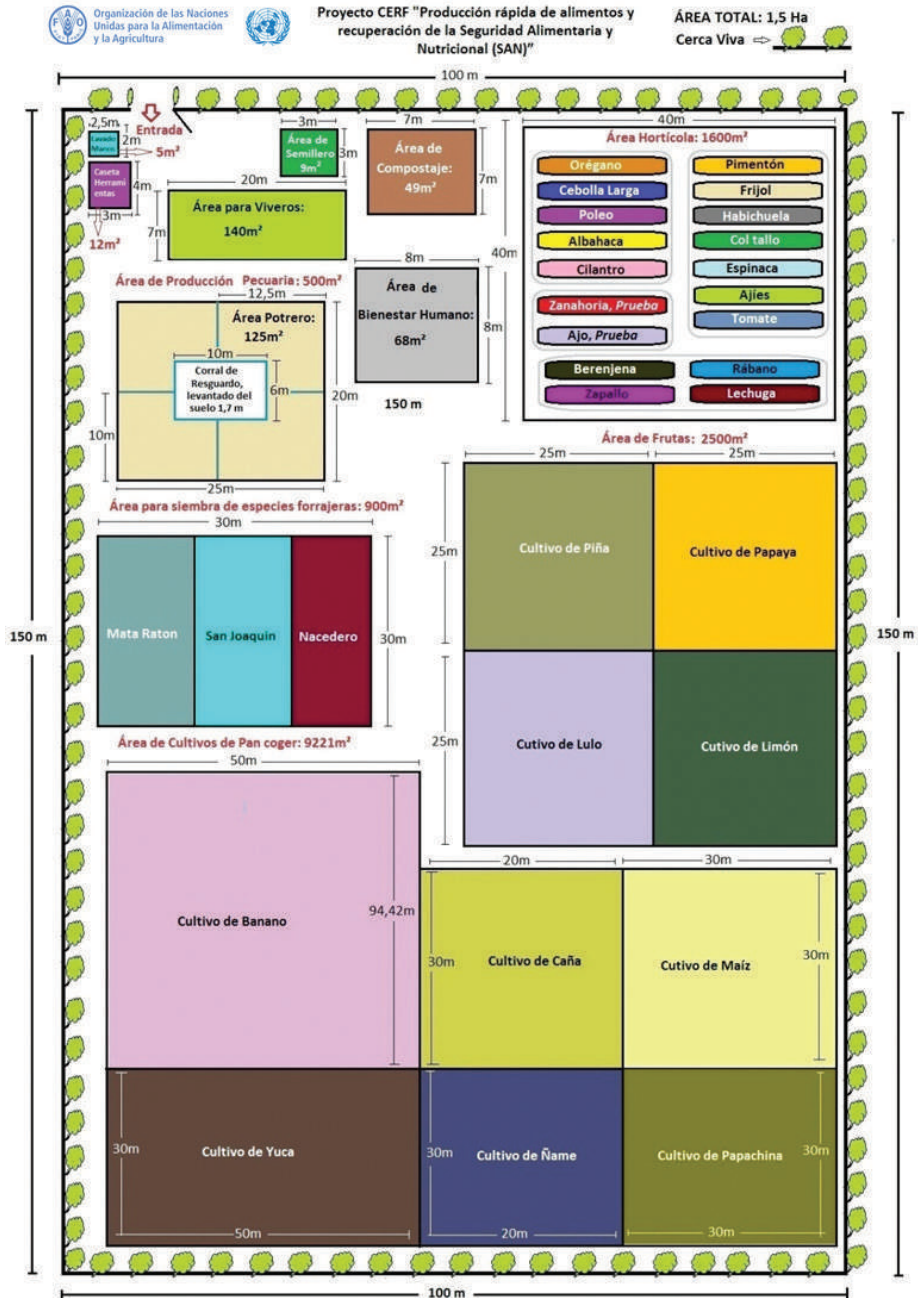 Organización de las Naciones
Unidas para la Alimentación
y la Agricultura
Proyecto CERF "Producción rápida de alimentos y
recuperación de la Seguridad Alimentaria y
Nutricional (SAN)”
ÁREA TOTAL: 1,5 Ha
Cerca Viva
100 m
Entrada
2,5m
2m
Lavado
Manos
5m²
Caseta
Herrami
entas
4m
3m
12m²
3m
Área de
Semillero
9m²
3m
7m
Área de
Compostaje:
49m²
7m
20m
Área para Viveros:
140m²
7m
40m
Área Hortícola: 1600m²
40m
Orégano
Cebolla Larga
Poleo
Albahaca
Cilantro
Zanahoria, Prueba
Ajo, Prueba
Pimentón
Frijol
Habichuela
Col tallo
Espinaca
Ajíes
Tomate
Berenjena
Rábano
Zapallo
Lechuga
Área de Producción Pecuaria: 500m²
12,5m
Área Potrero:
125m²
10m
Corral de
Resguardo,
levantado del
suelo 1,7 m
6m
20m
10m
25m
8m
Área de
Bienestar Humano:
68m²
8m
150 m
Área de Frutas: 2500m²
25m
25m
25m
Cultivo de Piña
Cultivo de Papaya
25m
Cutivo de Lulo
Cutivo de Limón
Área para siembra de especies forrajeras: 900m²
30m
Mata Raton
San Joaquin
Nacedero
30m
150 m
150 m
Área de Cultivos de Pan coger: 9221m²
50m
Cultivo de Banano
94,42m
20m
30m
30m
Cultivo de Caña
Cutivo de Maíz
30m
30m
Cultivo de Yuca
50m
30m
Cultivo de Ñame
20m
Cultivo de Papachina
30m
30m
100 m